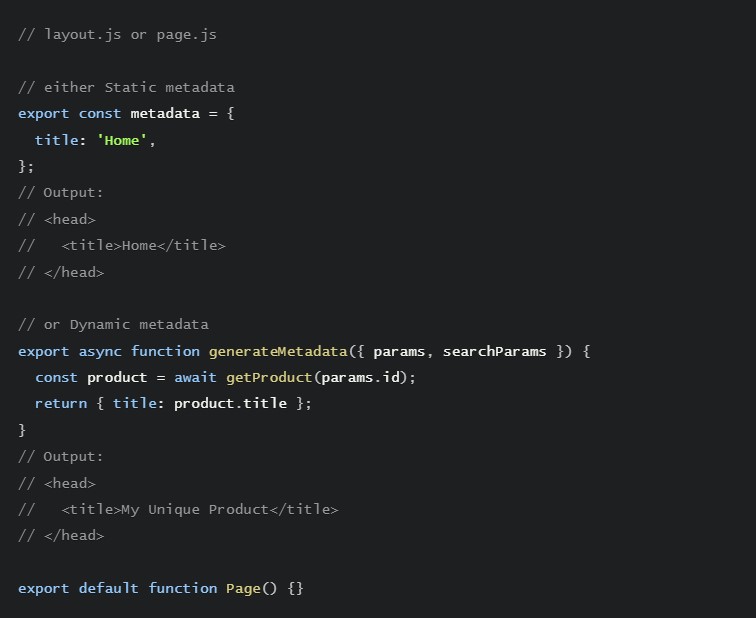 // layout.js or page.js
// either Static metadata
export const metadata = {
  title: 'Home',
};
// Output:
// <head>
//   <title>Home</title>
// </head>
// or Dynamic metadata
export async function generateMetadata({ params, searchParams }) {
  const product = await getProduct(params.id);
  return { title: product.title };
}
// Output:
// <head>
//   <title>My Unique Product</title>
// </head>
export default function Page() {}